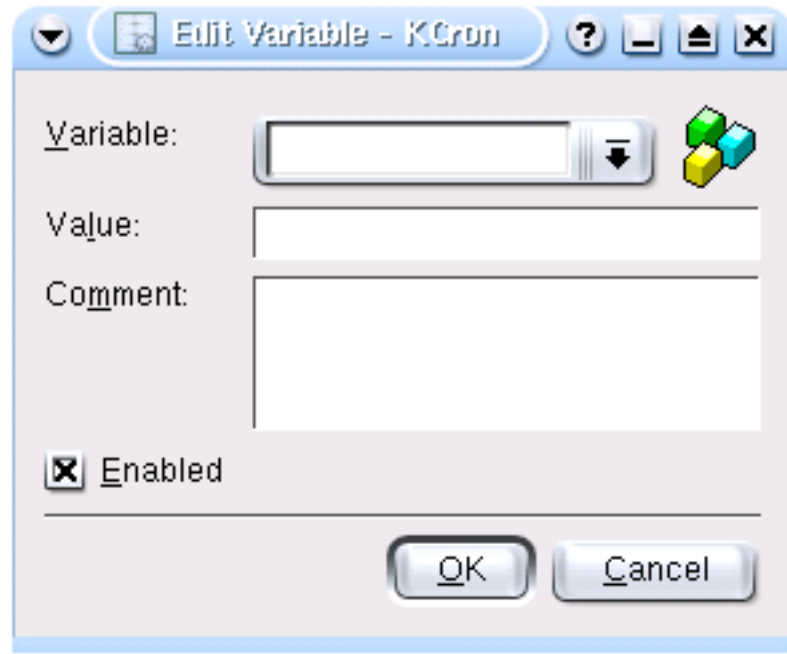 Edit Variable - KCron
Variable:
Value:
Comment:
Enabled
OK Cancel